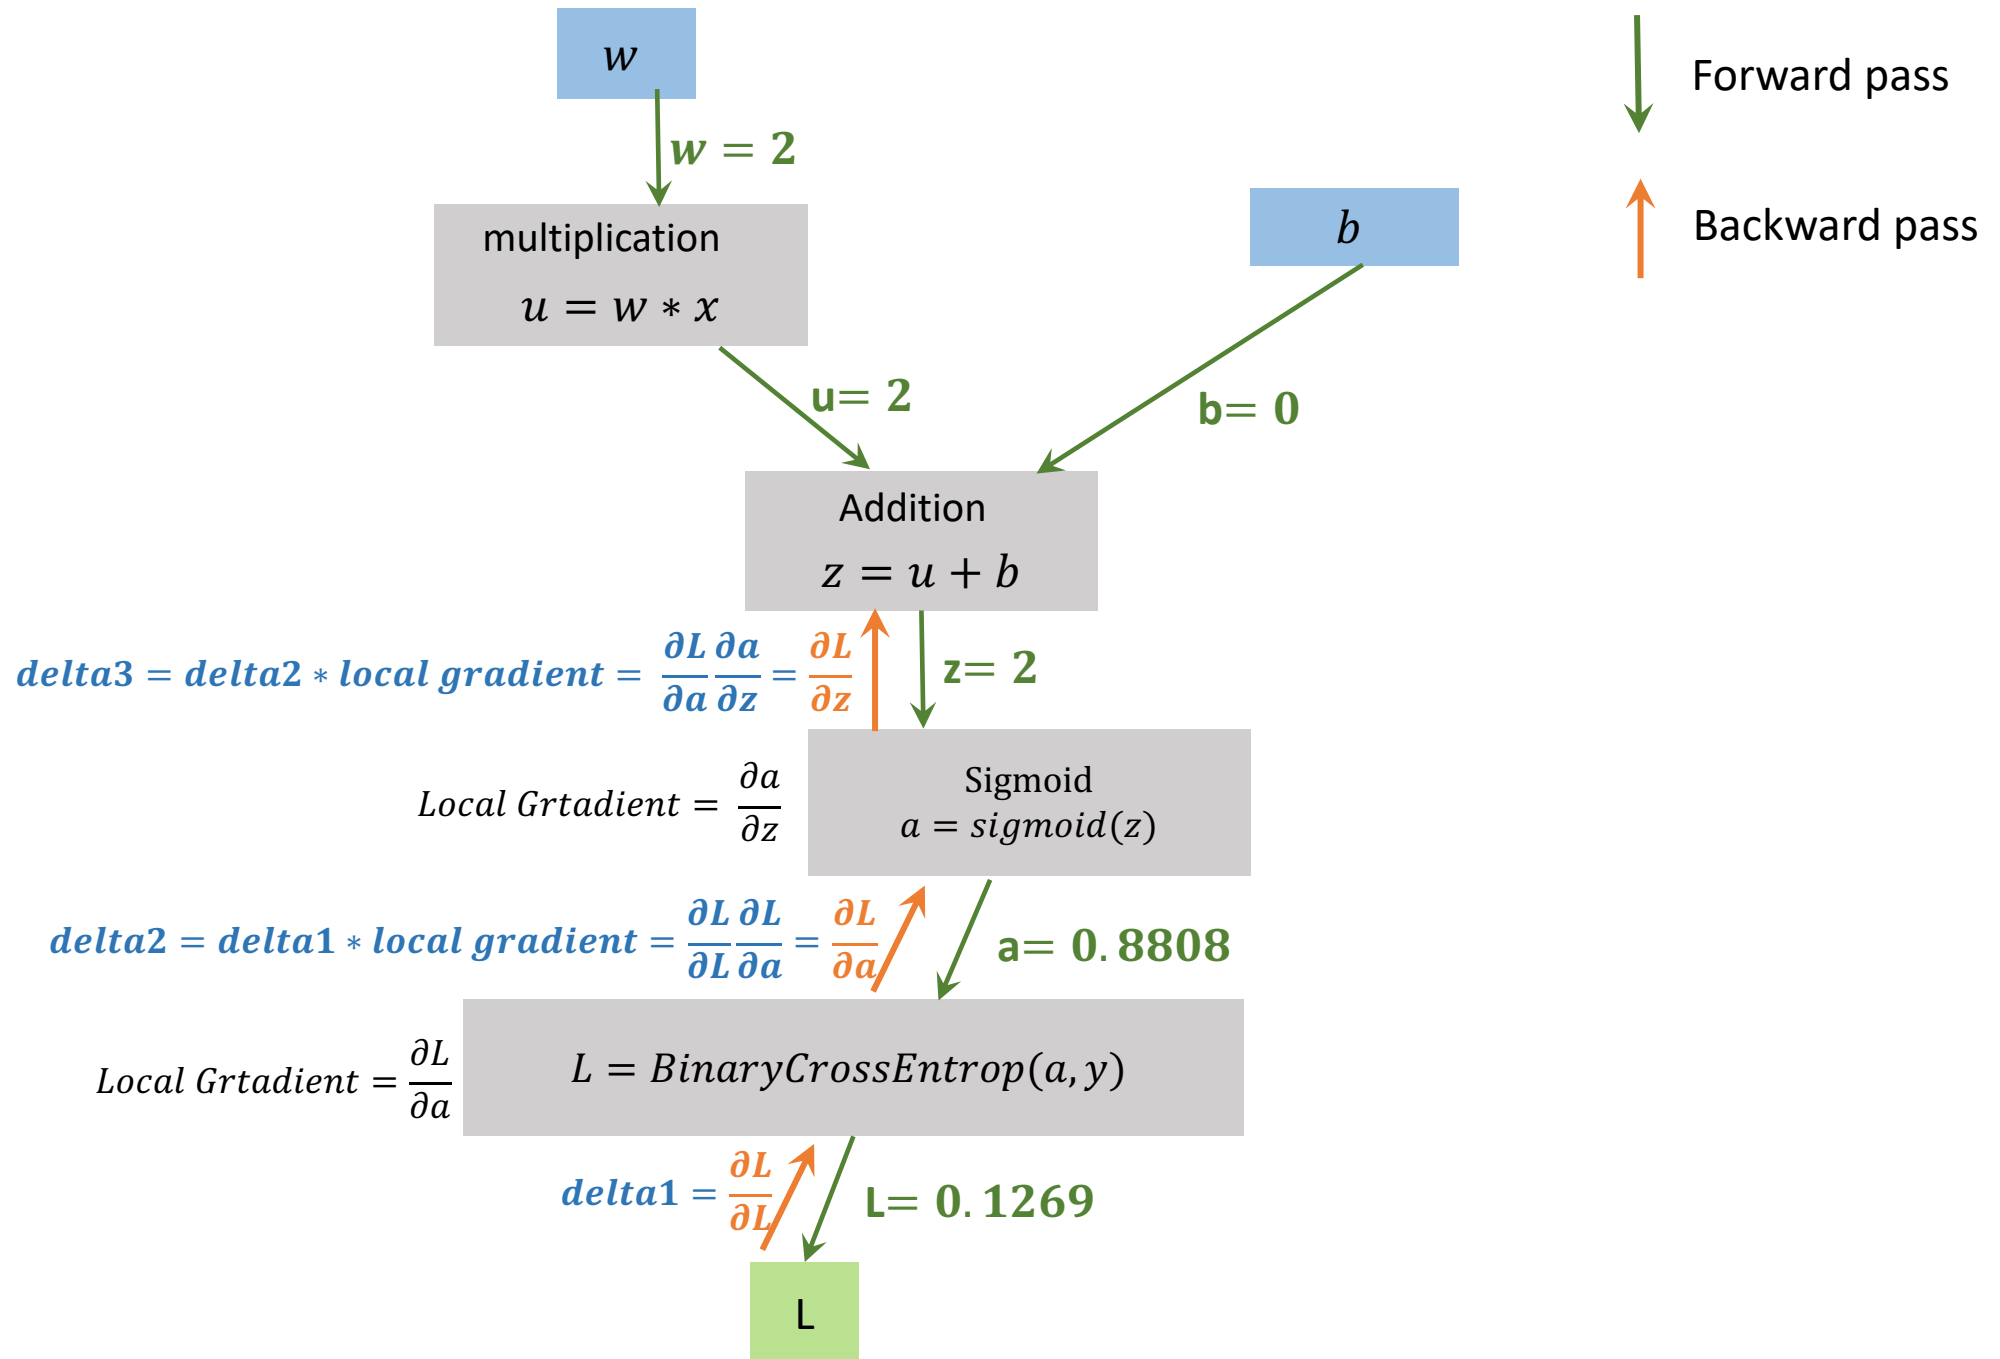 w
Forward pass
w = 2
Backward pass
b
multiplication
u = w * x
u= 2
b= 0
Addition
z = u + b
delta3 = delta2 * local gradient = ∂L/∂a ∂a/∂z = ∂L/∂z
z= 2
Sigmoid
a = sigmoid(z)
Local Grtadient = ∂a/∂z
delta2 = delta1 * local gradient = ∂L/∂L ∂L/∂a = ∂L/∂a
a= 0.8808
Local Grtadient = ∂L/∂a
L = BinaryCrossEntrop(a, y)
delta1 = ∂L/∂L
L= 0.1269
L